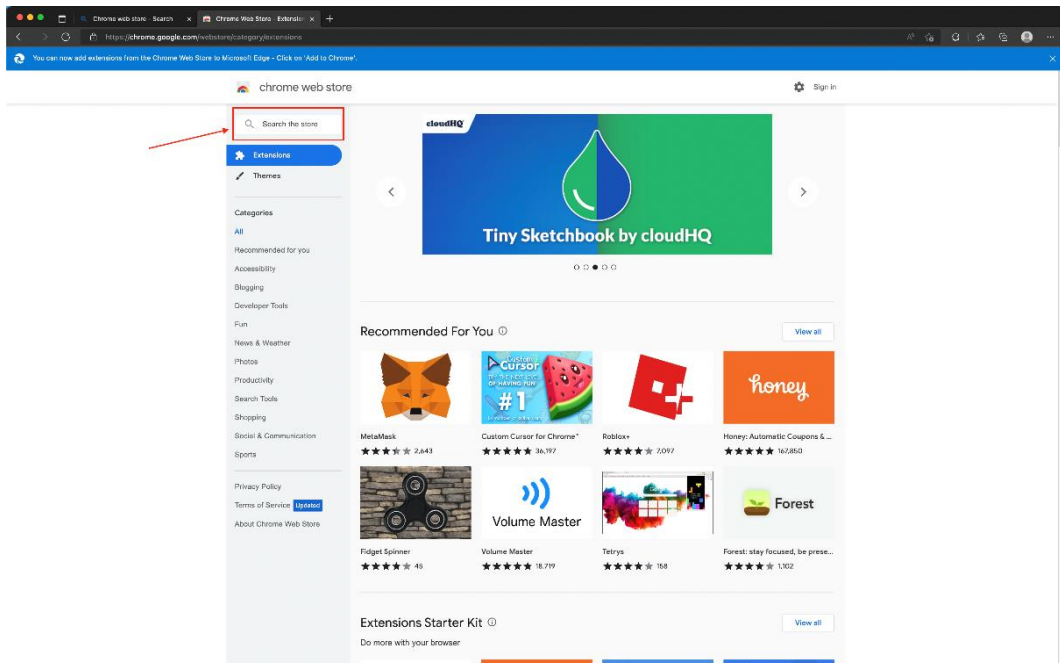 Chrome web store - Search
Chrome Web Store - Extension
https://chrome.google.com/webstore/category/extensions
You can now add extensions from the Chrome Web Store to Microsoft Edge - Click on 'Add to Chrome'.
chrome web store
Sign in
Search the store
Extensions
Themes
Categories
All
Recommended for you
Accessibility
Blogging
Developer Tools
Fun
News & Weather
Photos
Productivity
Search Tools
Shopping
Social & Communication
Sports
Privacy Policy
Terms of Service Updated
About Chrome Web Store
cloudHQ
Tiny Sketchbook by cloudHQ
Recommended For You
View all
Custom
Cursor
OF HAVING FUN
#1
honey
MetaMask
2,643
Custom Cursor for Chrome™
36,197
Roblox+
7,097
Honey: Automatic Coupons & ...
167,850
Volume Master
Forest
Fidget Spinner
45
Volume Master
18,719
Tetrys
158
Forest: stay focused, be prese...
1,102
Extensions Starter Kit
View all
Do more with your browser